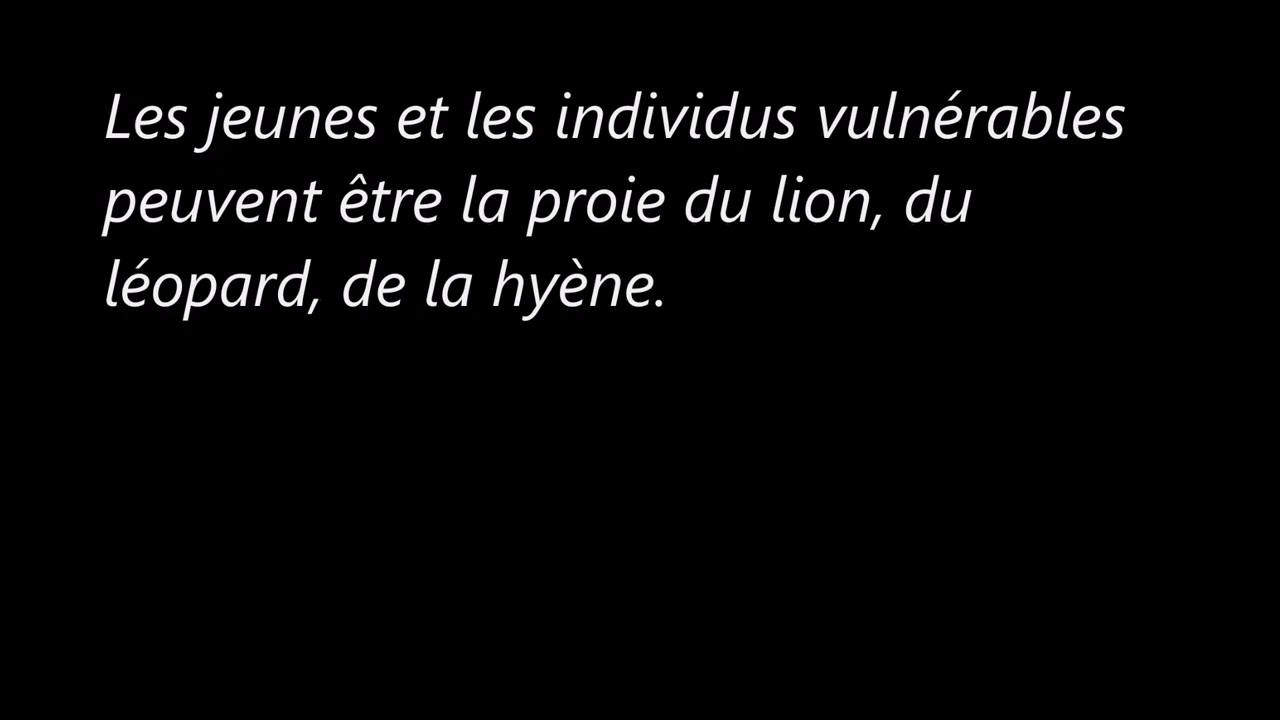 Les jeunes et les individus vulnérables
peuvent être la proie du lion, du
léopard, de la hyène.